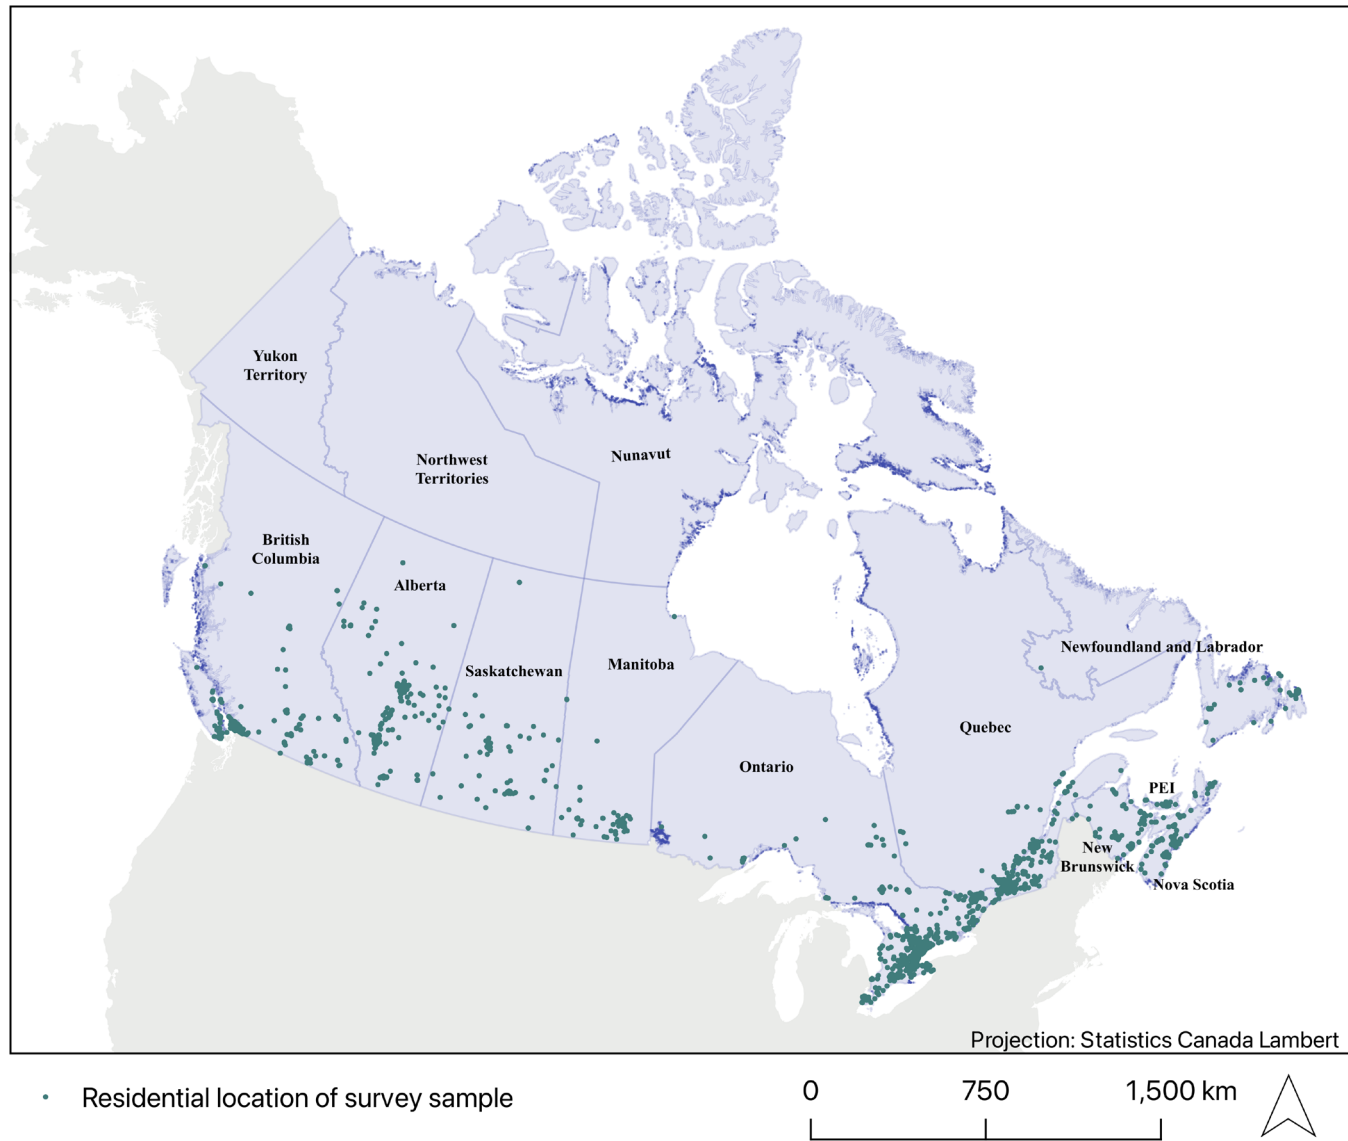 Yukon
Territory
Northwest
Territories
Nunavut
British
Columbia
Alberta
Saskatchewan
Manitoba
Newfoundland and Labrador
Quebec
Ontario
PEI
New
Brunswick
Nova Scotia
Projection: Statistics Canada Lambert
Residential location of survey sample
0 750 1,500 km